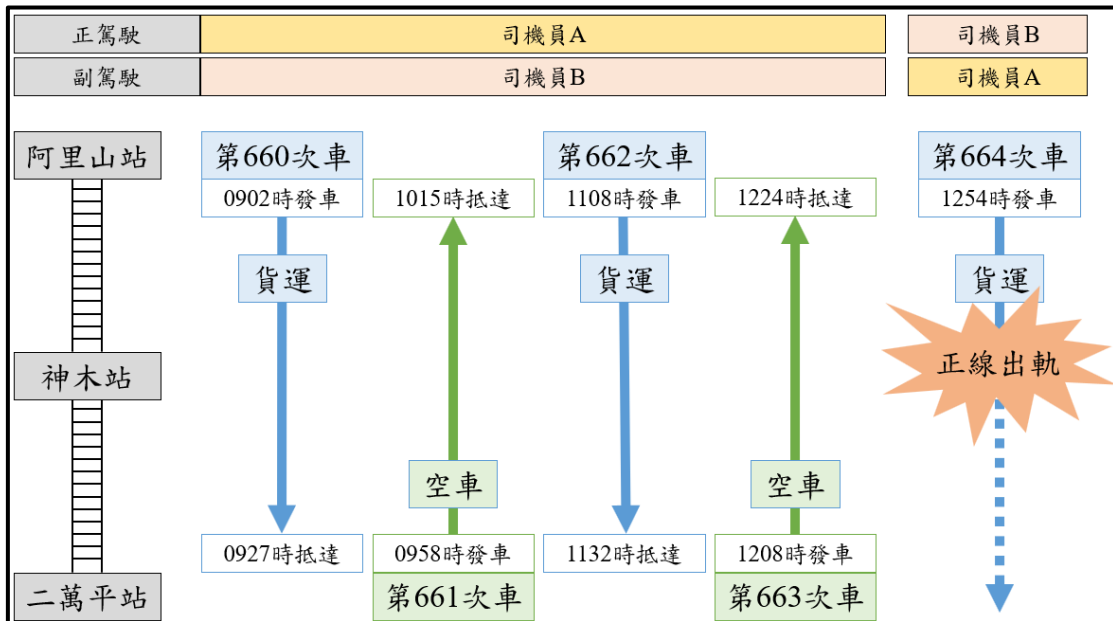 正駕駛 司機員A 司機員B
副駕駛 司機員B 司機員A
阿里山站 第660次車 第662次車 第664次車
0902時發車 1015時抵達 1108時發車 1224時抵達 1254時發車
貨運 貨運 貨運
神木站 正線出軌
空車 空車
0927時抵達 0958時發車 1132時抵達 1208時發車
二萬平站 第661次車 第663次車